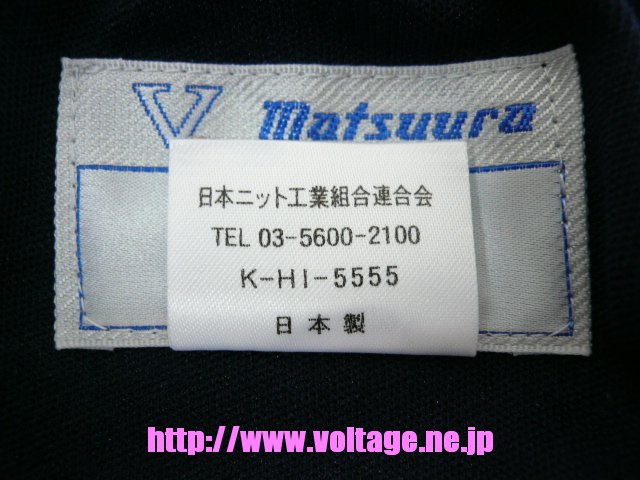 V Matsuura
日本ニット工業組合連合会
TEL 03-5600-2100
K-HI-5555
日本製
http://www.voltage.ne.jp